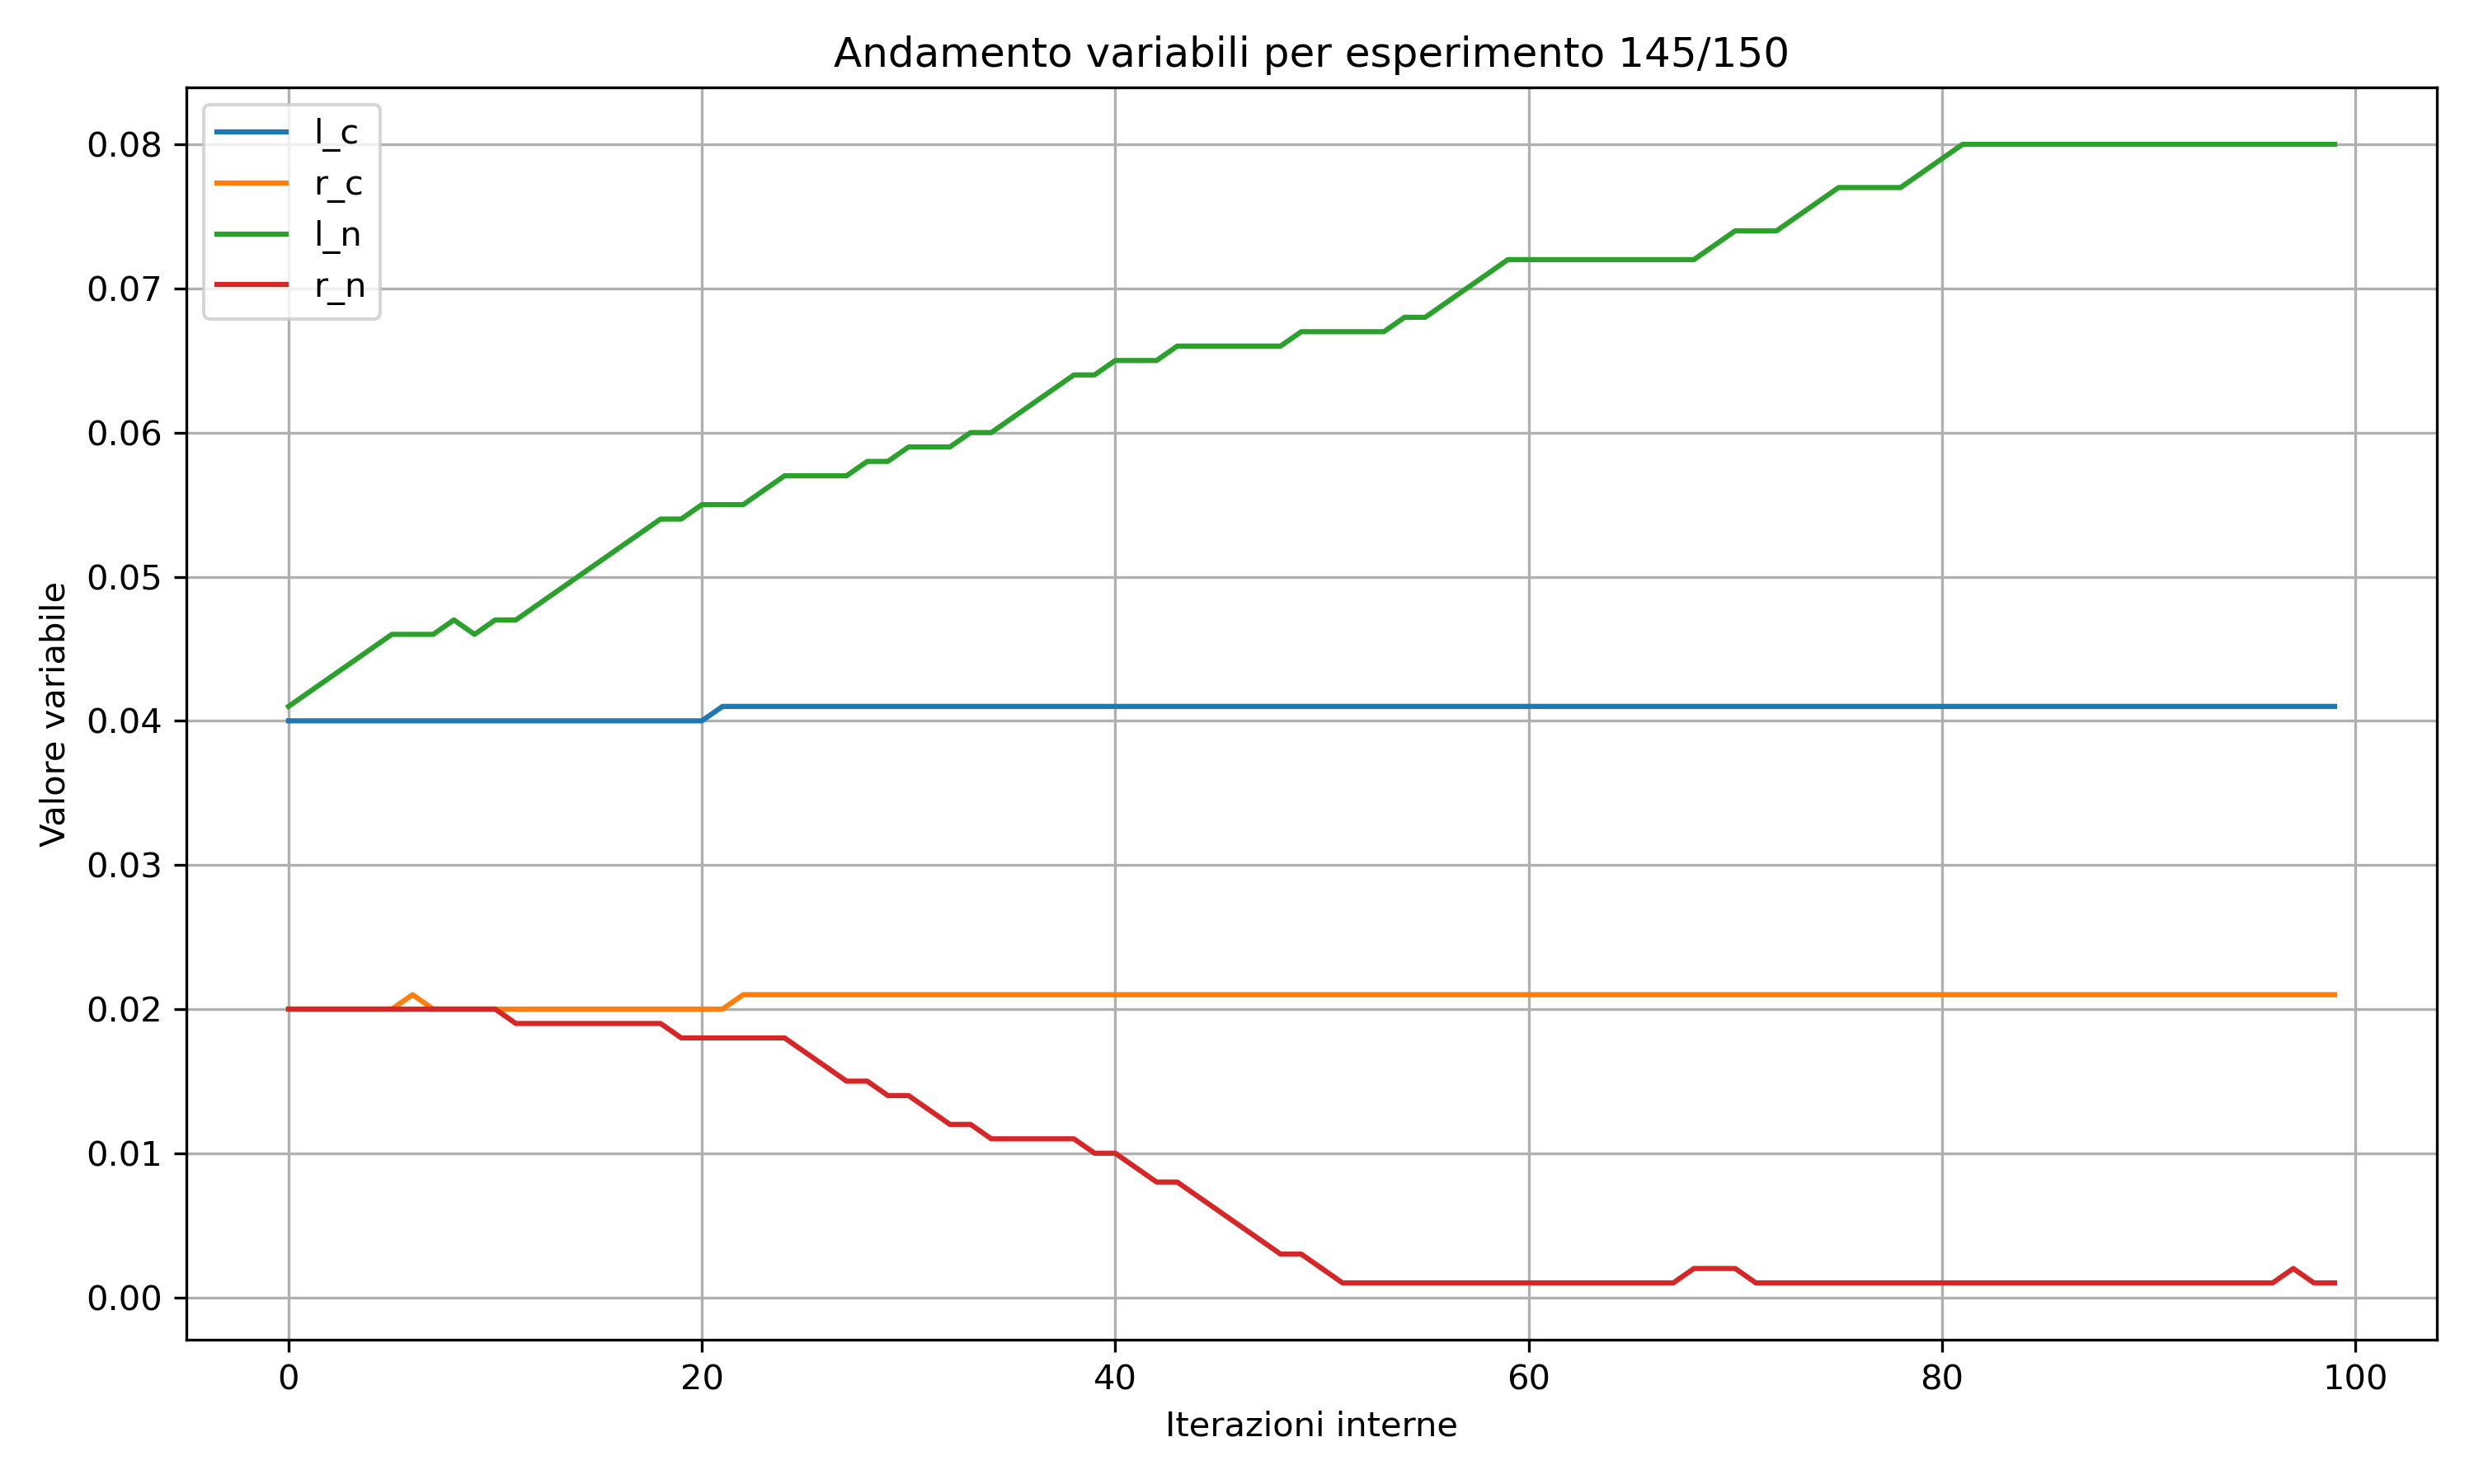 Andamento variabili per esperimento 145/150
l_c
r_c
l_n
r_n
0.08
0.07
0.06
0.05
0.04
0.03
0.02
0.01
0.00
Valore variabile
0 20 40 60 80 100
Iterazioni interne